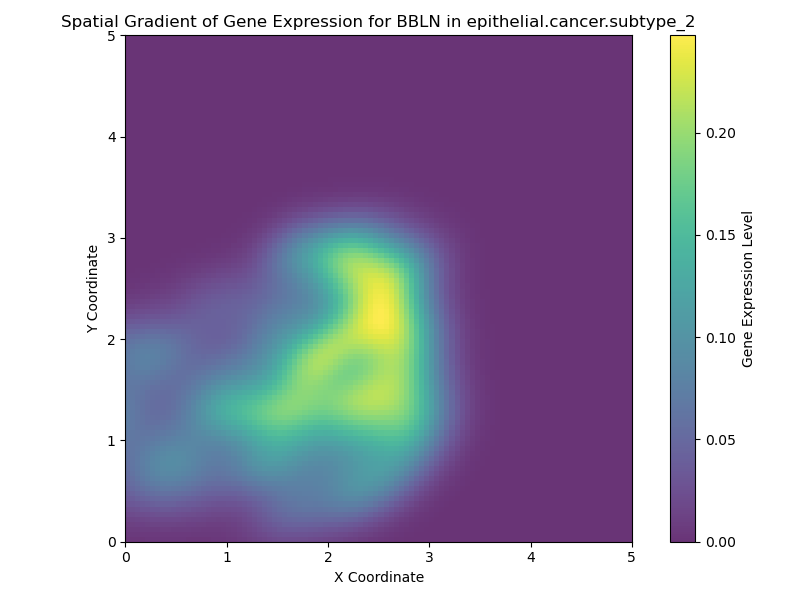 Spatial Gradient of Gene Expression for BBLN in epithelial.cancer.subtype_2
5
4
3
2
1
0
0 1 2 3 4 5
Y Coordinate
X Coordinate
0.20
0.15
0.10
0.05
0.00
Gene Expression Level